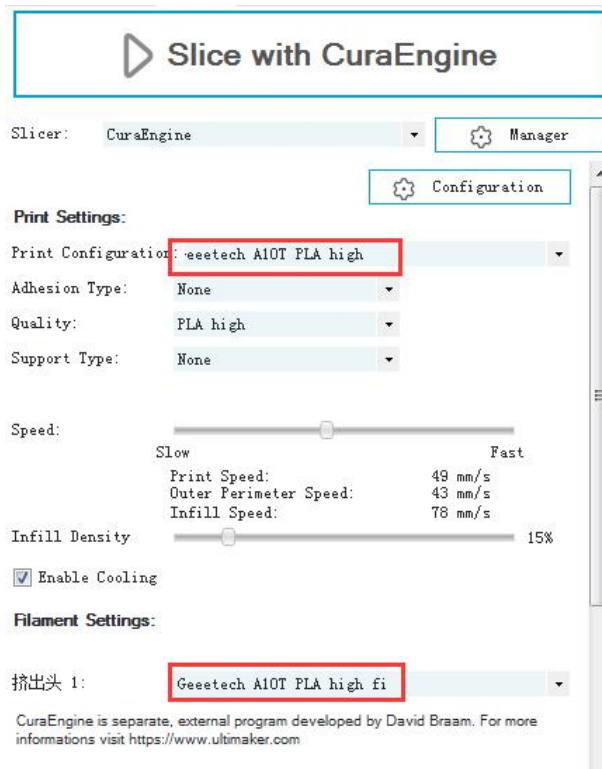 Slice with CuraEngine
Slicer: CuraEngine Manager
Configuration
Print Settings:
Print Configuration: eeetech A10T PLA high
Adhesion Type: None
Quality: PLA high
Support Type: None
Speed:
Slow Fast
Print Speed: 49 mm/s
Outer Perimeter Speed: 43 mm/s
Infill Speed: 78 mm/s
Infill Density 15%
Enable Cooling
Filament Settings:
挤出头 1: Geeetech A10T PLA high fi
CuraEngine is separate, external program developed by David Braam. For more
informations visit https://www.ultimaker.com